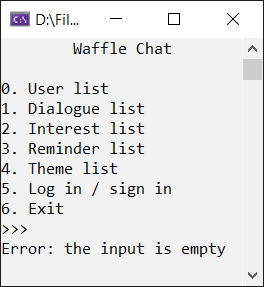 D:\Fil...
Waffle Chat
0. User list
1. Dialogue list
2. Interest list
3. Reminder list
4. Theme list
5. Log in / sign in
6. Exit
>>>
Error: the input is empty